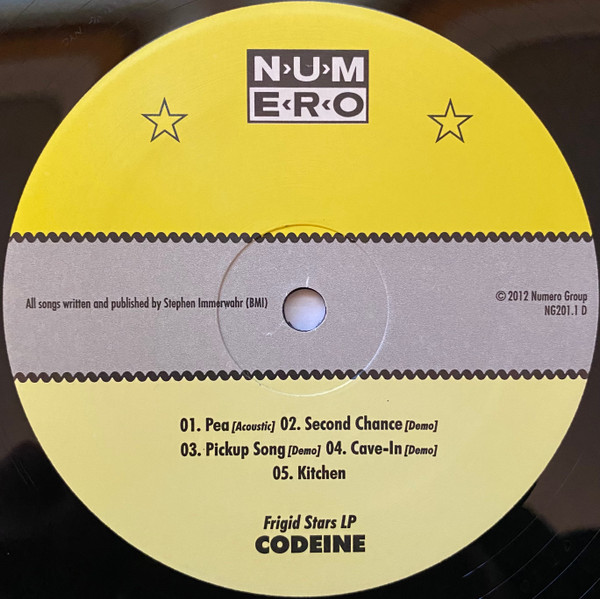 N›U›M
E‹R‹O
All songs written and published by Stephen Immerwahr (BMI)
© 2012 Numero Group
NG201.1 D
01. Pea [Acoustic] 02. Second Chance [Demo]
03. Pickup Song [Demo] 04. Cave-In [Demo]
05. Kitchen
Frigid Stars LP
CODEINE